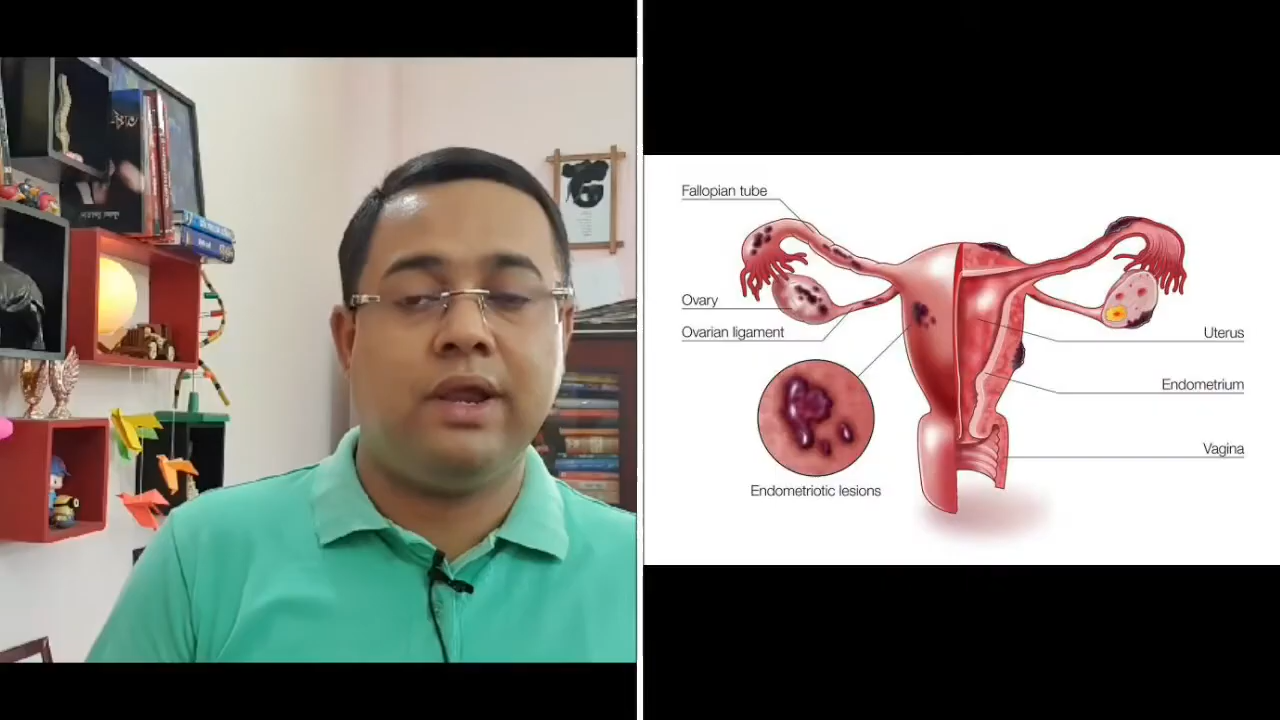 Fallopian tube
Ovary
Ovarian ligament
Uterus
Endometrium
Vagina
Endometriotic lesions